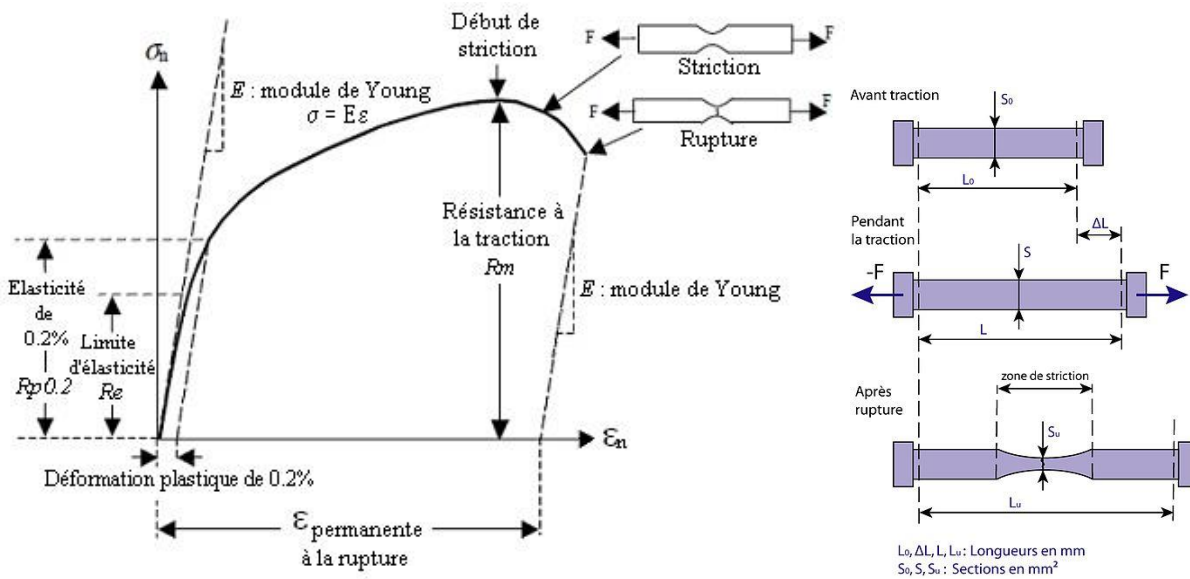 σn
E : module de Young
σ = Eε
Début de
striction
F
F
Striction
F
F
Rupture
Résistance à
la traction
Rm
E : module de Young
Elasticité
de
0.2%
Rp0.2
Limite
d'élasticité
Re
εn
Déformation plastique de 0.2%
ε permanente
à la rupture
Avant traction
S₀
L₀
Pendant
la traction
ΔL
S
-F
F
L
Après
rupture
zone de striction
Su
Lu
L₀, ΔL, L, Lu : Longueurs en mm
S₀, S, Su : Sections en mm²